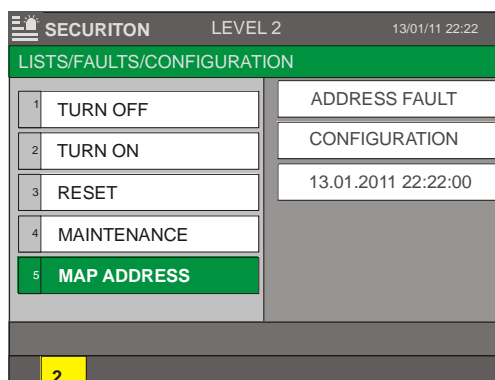 SECURITON LEVEL 2 13/01/11 22:22
LISTS/FAULTS/CONFIGURATION
1 TURN OFF
2 TURN ON
3 RESET
4 MAINTENANCE
5 MAP ADDRESS
ADDRESS FAULT
CONFIGURATION
13.01.2011 22:22:00
2